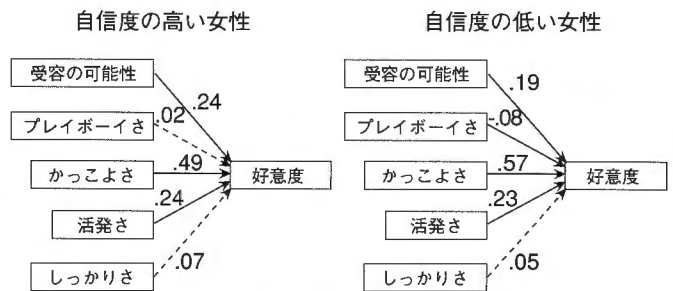 自信度の高い女性
受容の可能性
.24
プレイボーイさ
.02
かっこよさ
.49
好意度
.24
活発さ
.07
しっかりさ
自信度の低い女性
受容の可能性
.19
プレイボーイさ
-.08
かっこよさ
.57
好意度
.23
活発さ
.05
しっかりさ